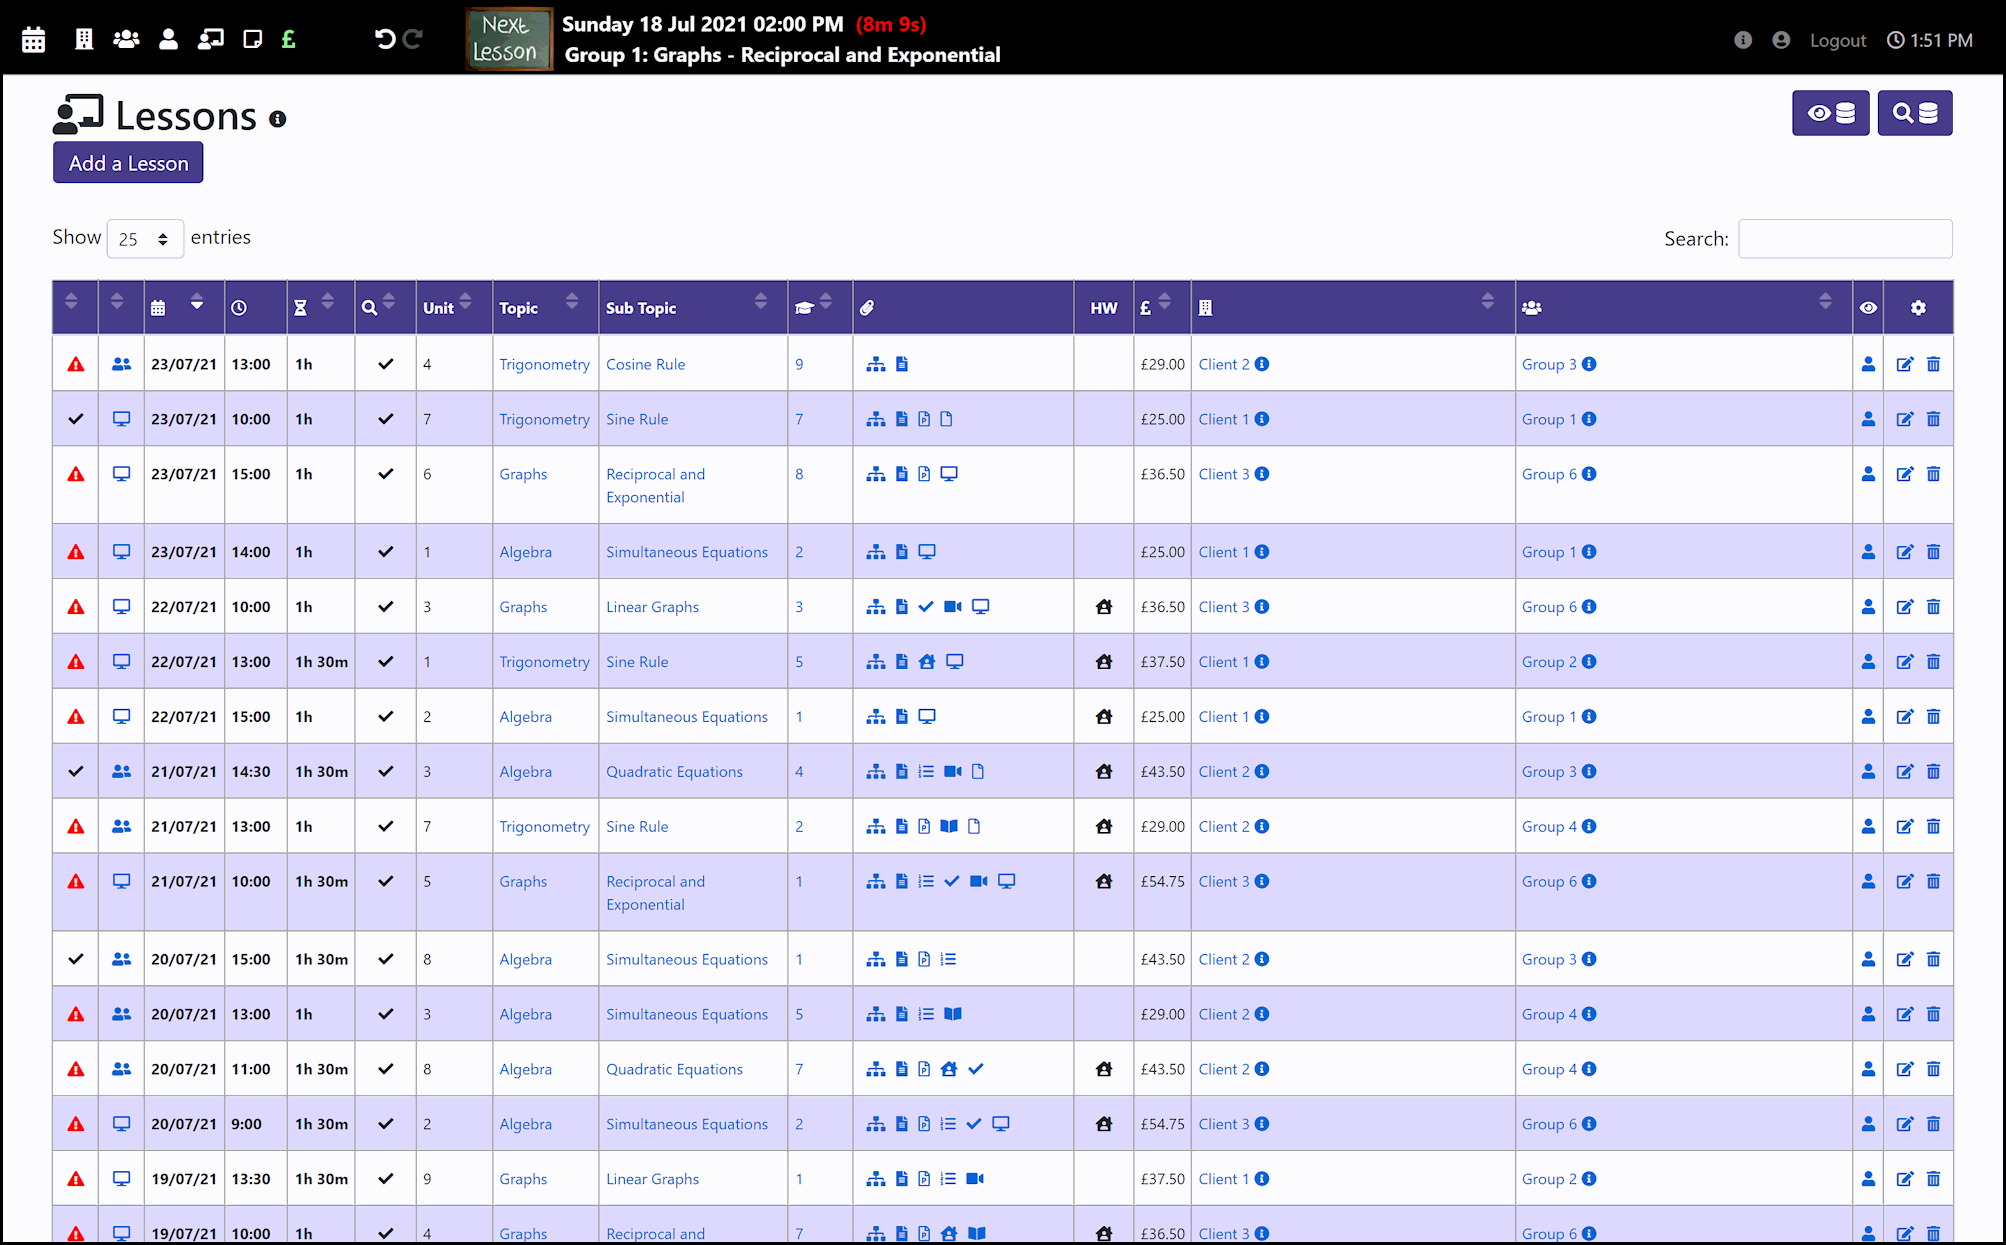 Next Lesson
Sunday 18 Jul 2021 02:00 PM (8m 9s)
Group 1: Graphs - Reciprocal and Exponential
Logout 1:51 PM
Lessons
Add a Lesson
Show 25 entries
Search:
Unit Topic Sub Topic HW £
23/07/21 13:00 1h 4 Trigonometry Cosine Rule 9 £29.00 Client 2 Group 3
23/07/21 10:00 1h 7 Trigonometry Sine Rule 7 £25.00 Client 1 Group 1
23/07/21 15:00 1h 6 Graphs Reciprocal and 8 £36.50 Client 3 Group 6
Exponential
23/07/21 14:00 1h 1 Algebra Simultaneous Equations 2 £25.00 Client 1 Group 1
22/07/21 10:00 1h 3 Graphs Linear Graphs 3 £36.50 Client 3 Group 6
22/07/21 13:00 1h 30m 1 Trigonometry Sine Rule 5 £37.50 Client 1 Group 2
22/07/21 15:00 1h 2 Algebra Simultaneous Equations 1 £25.00 Client 1 Group 1
21/07/21 14:30 1h 30m 3 Algebra Quadratic Equations 4 £43.50 Client 2 Group 3
21/07/21 13:00 1h 7 Trigonometry Sine Rule 2 £29.00 Client 2 Group 4
21/07/21 10:00 1h 30m 5 Graphs Reciprocal and 1 £54.75 Client 3 Group 6
Exponential
20/07/21 15:00 1h 30m 8 Algebra Simultaneous Equations 1 £43.50 Client 2 Group 3
20/07/21 13:00 1h 3 Algebra Simultaneous Equations 5 £29.00 Client 2 Group 4
20/07/21 11:00 1h 30m 8 Algebra Quadratic Equations 7 £43.50 Client 2 Group 4
20/07/21 9:00 1h 30m 2 Algebra Simultaneous Equations 2 £54.75 Client 3 Group 6
19/07/21 13:30 1h 30m 9 Graphs Linear Graphs 1 £37.50 Client 1 Group 2
19/07/21 10:00 1h 4 Graphs Reciprocal and 7 £36.50 Client 3 Group 6